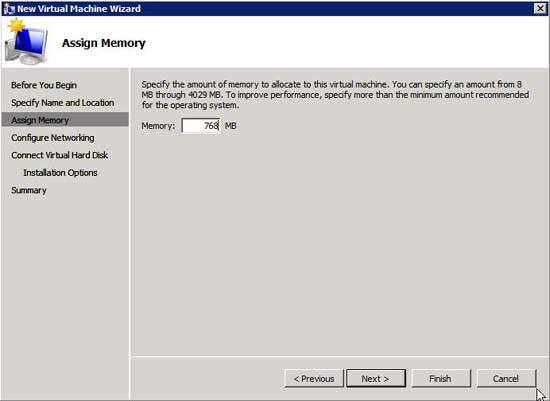 New Virtual Machine Wizard
Assign Memory
Before You Begin
Specify Name and Location
Assign Memory
Configure Networking
Connect Virtual Hard Disk
Installation Options
Summary
Specify the amount of memory to allocate to this virtual machine. You can specify an amount from 8
MB through 4029 MB. To improve performance, specify more than the minimum amount recommended
for the operating system.
Memory: 768 MB
< Previous Next > Finish Cancel